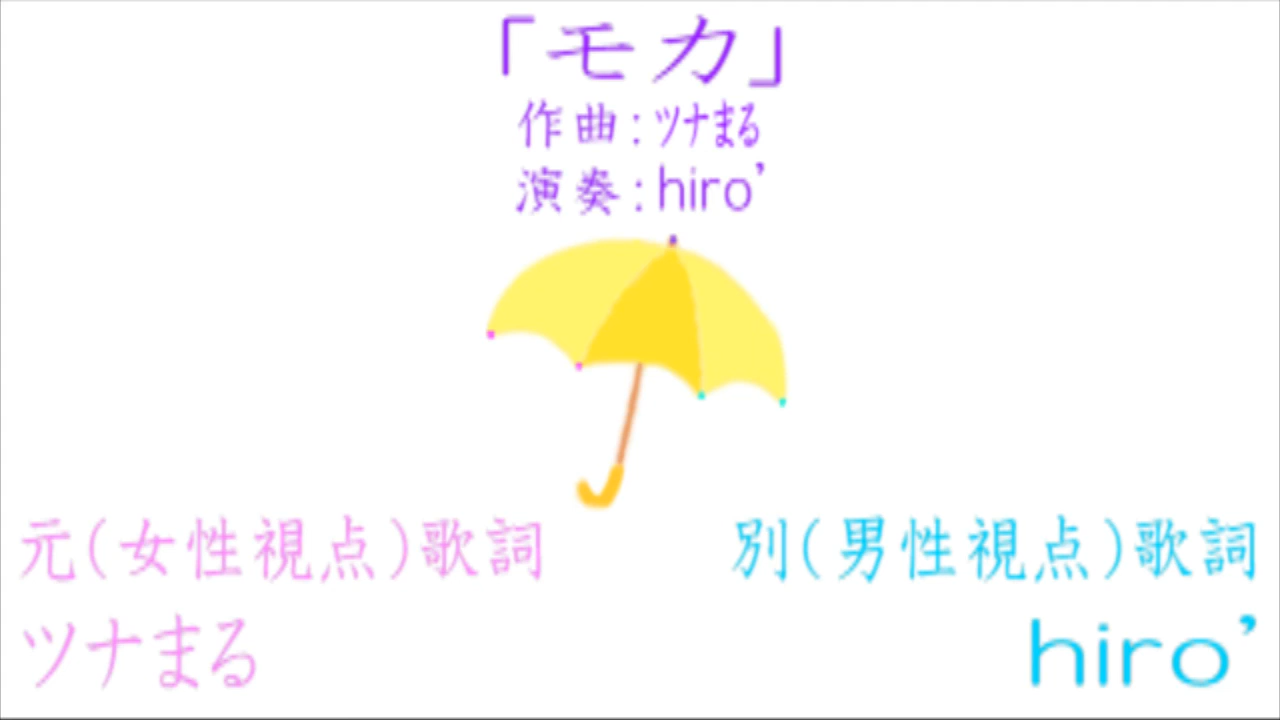 「モカ」
作曲:ツナまる
演奏:hiro’
元(女性視点)歌詞
ツナまる
別(男性視点)歌詞
hiro’